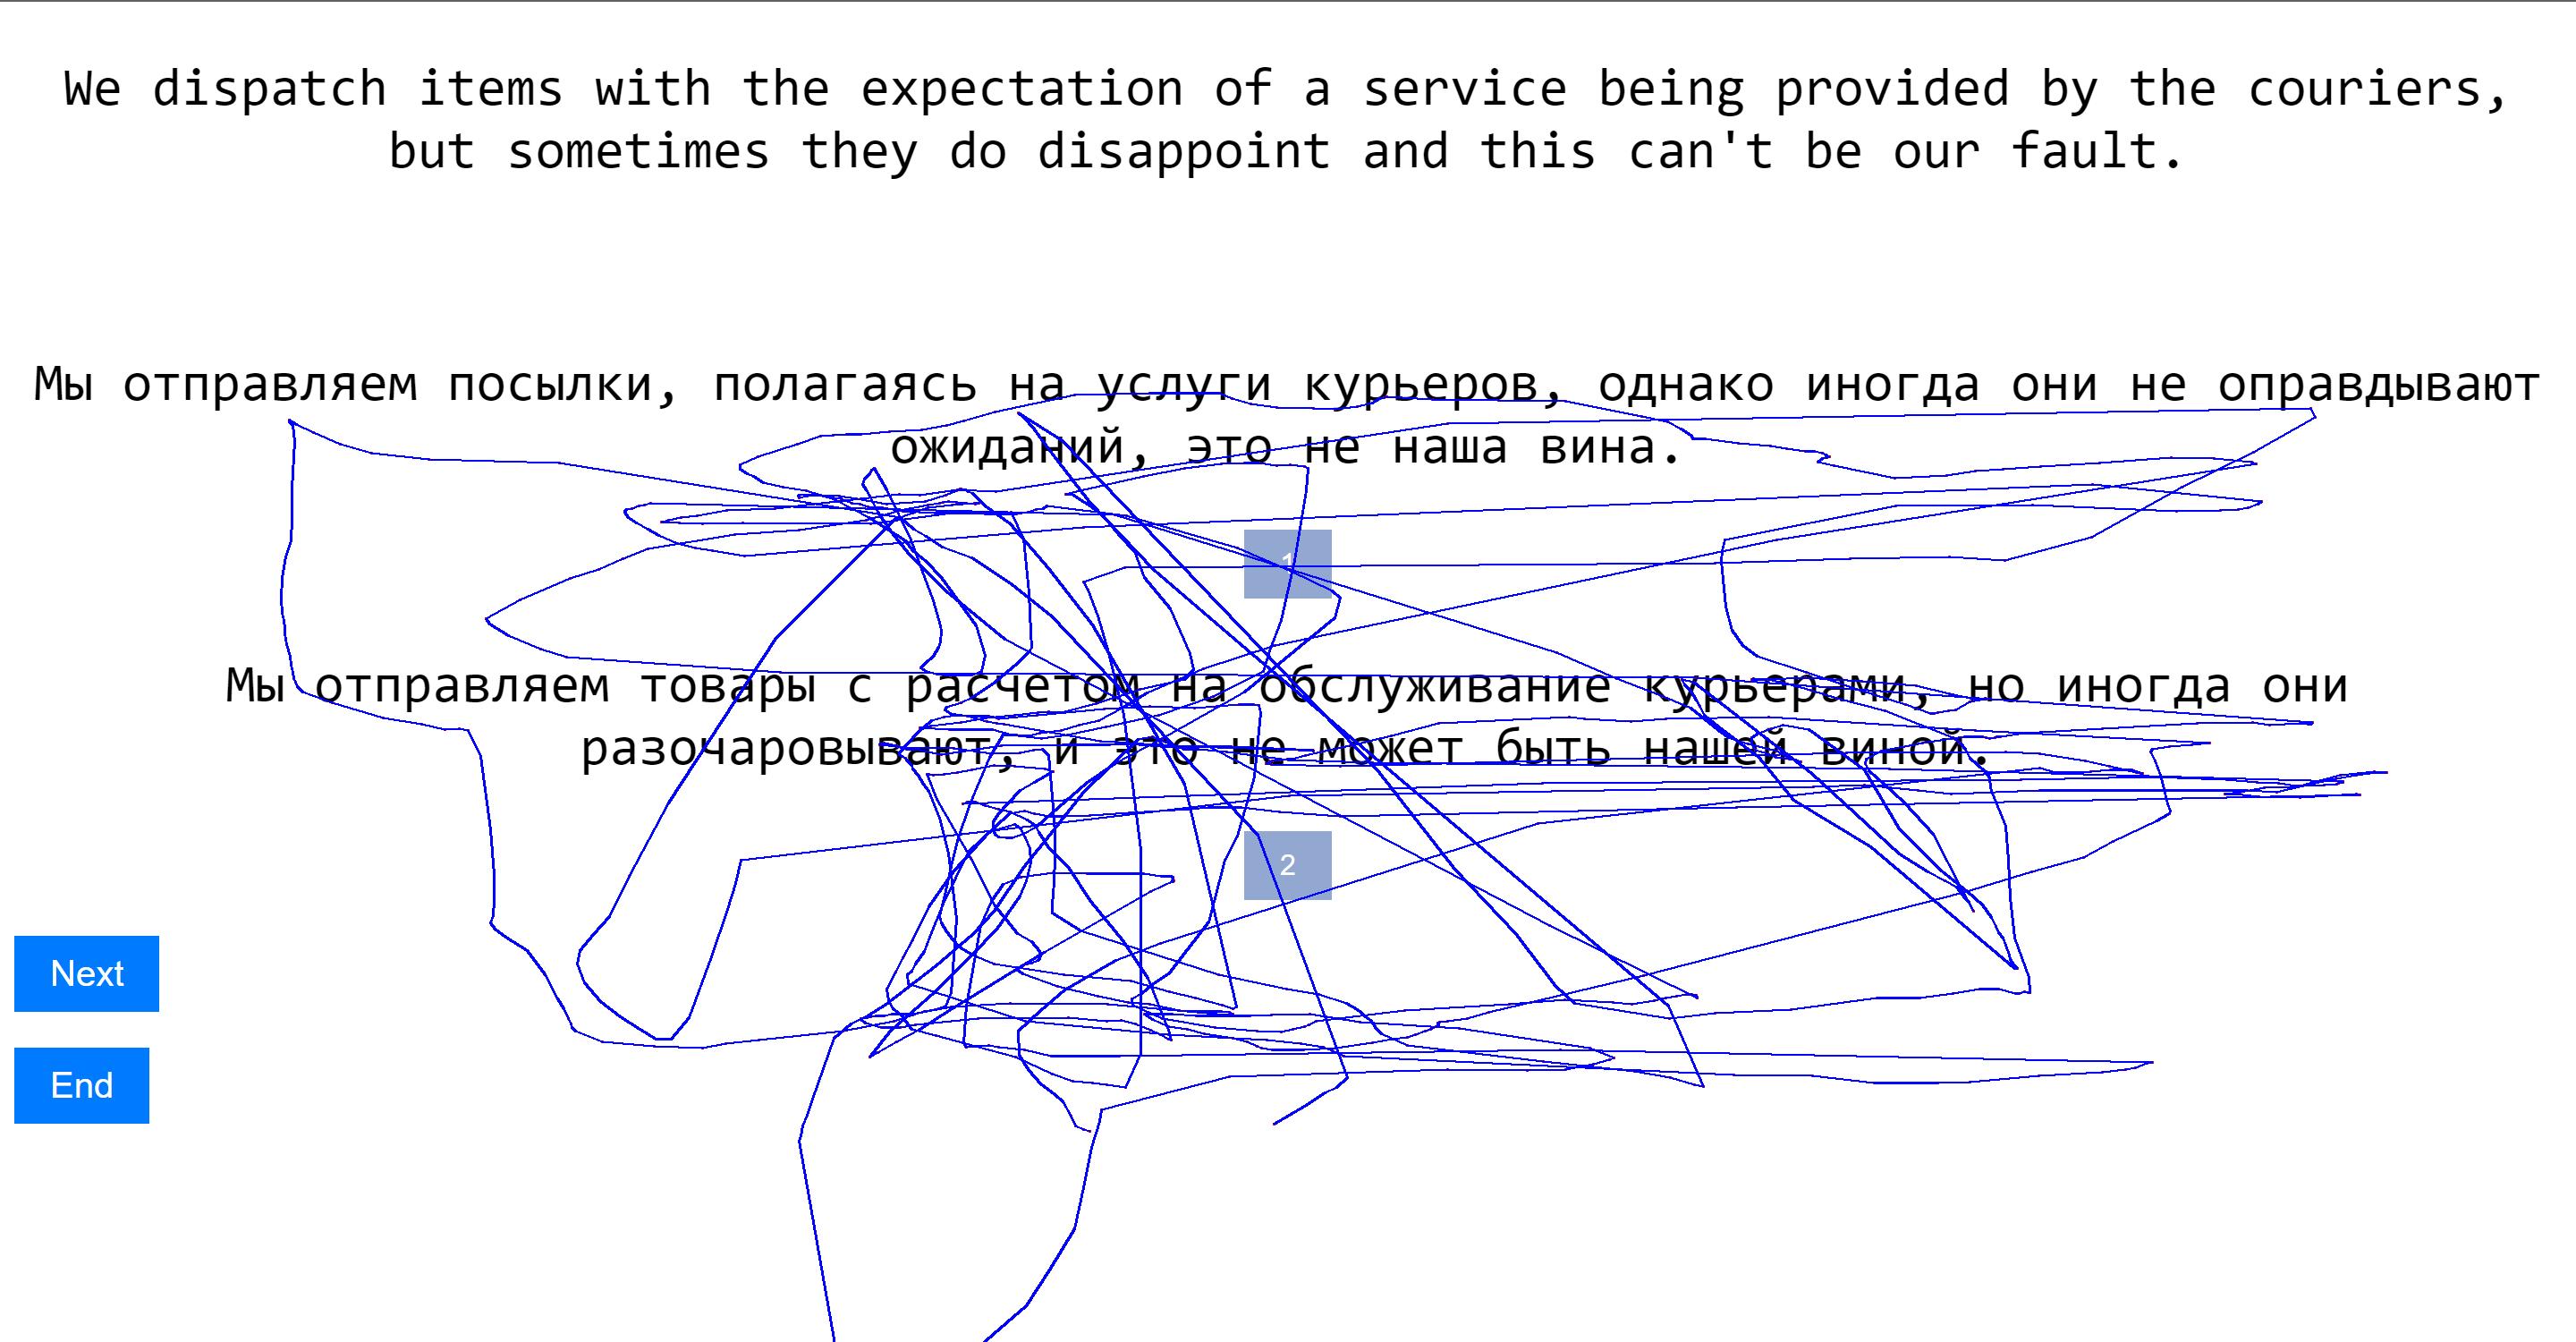 We dispatch items with the expectation of a service being provided by the couriers,
but sometimes they do disappoint and this can't be our fault.
Мы отправляем посылки, полагаясь на услуги курьеров, однако иногда они не оправдывают
ожиданий, это не наша вина.
1
Мы отправляем товары с расчетом на обслуживание курьерами, но иногда они
разочаровывают, и это не может быть нашей виной.
2
Next
End